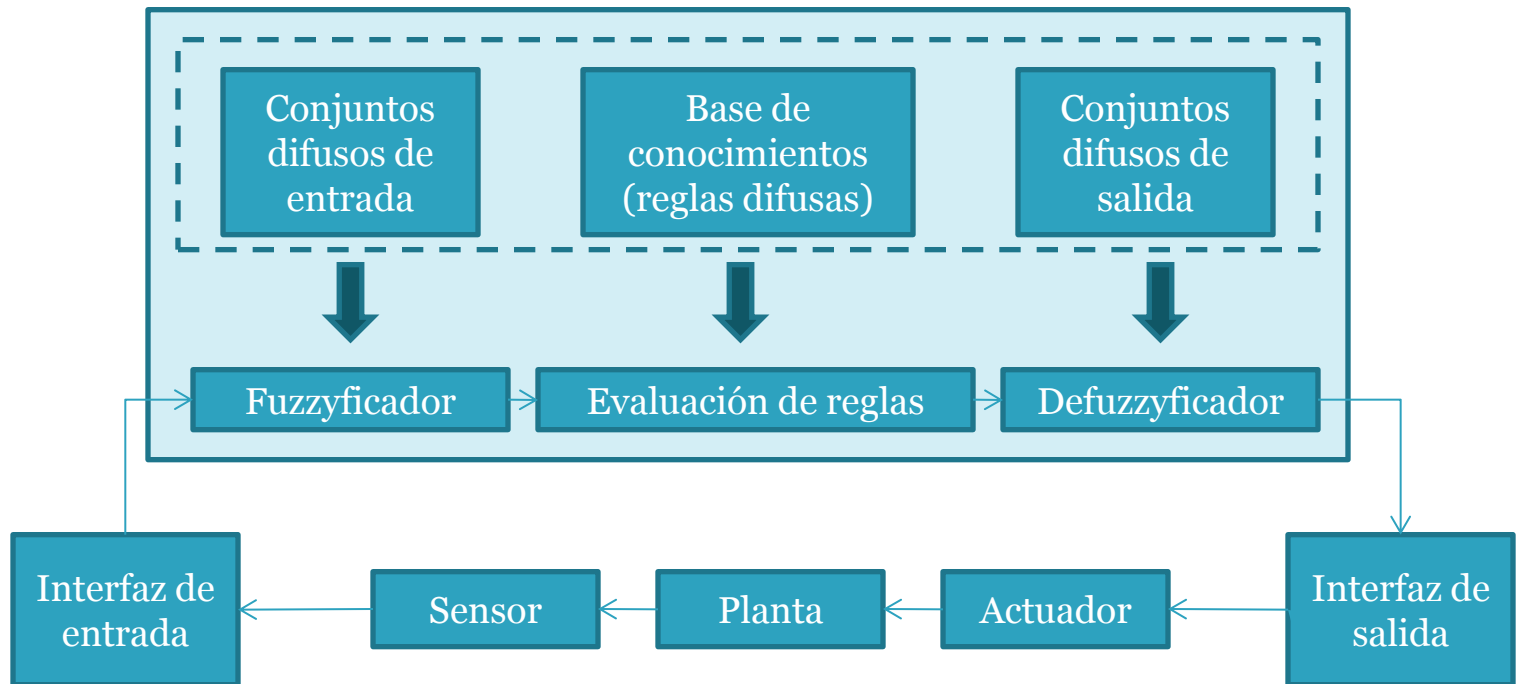 Conjuntos
difusos de
entrada
Base de
conocimientos
(reglas difusas)
Conjuntos
difusos de
salida
Fuzzyficador
Evaluación de reglas
Defuzzyficador
Interfaz de
entrada
Sensor
Planta
Actuador
Interfaz de
salida